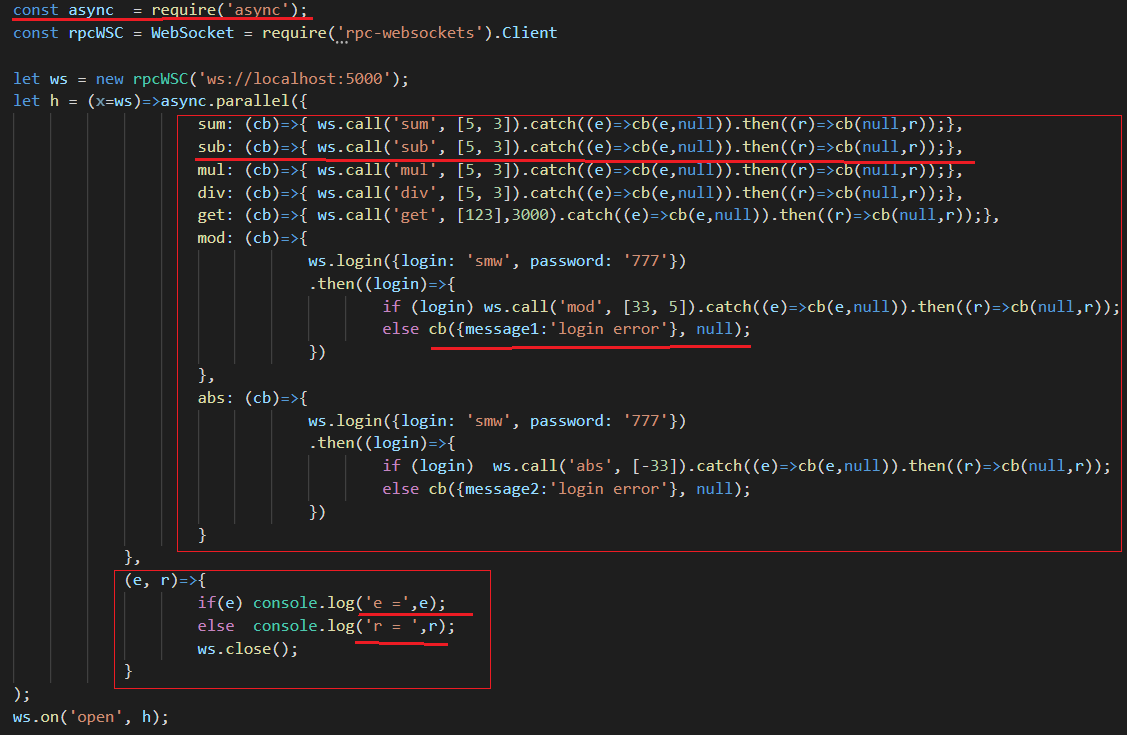 const async  = require('async');
const rpcWSC = WebSocket = require('rpc-websockets').Client
let ws = new rpcWSC('ws://localhost:5000');
let h = (x=ws)=>async.parallel({
sum: (cb)=>{ ws.call('sum', [5, 3]).catch((e)=>cb(e,null)).then((r)=>cb(null,r));},
sub: (cb)=>{ ws.call('sub', [5, 3]).catch((e)=>cb(e,null)).then((r)=>cb(null,r));},
mul: (cb)=>{ ws.call('mul', [5, 3]).catch((e)=>cb(e,null)).then((r)=>cb(null,r));},
div: (cb)=>{ ws.call('div', [5, 3]).catch((e)=>cb(e,null)).then((r)=>cb(null,r));},
get: (cb)=>{ ws.call('get', [123],3000).catch((e)=>cb(e,null)).then((r)=>cb(null,r));},
mod: (cb)=>{
ws.login({login: 'smw', password: '777'})
.then((login)=>{
if (login) ws.call('mod', [33, 5]).catch((e)=>cb(e,null)).then((r)=>cb(null,r));
else cb({message1:'login error'}, null);
})
},
abs: (cb)=>{
ws.login({login: 'smw', password: '777'})
.then((login)=>{
if (login)  ws.call('abs', [-33]).catch((e)=>cb(e,null)).then((r)=>cb(null,r));
else cb({message2:'login error'}, null);
})
}
},
(e, r)=>{
if(e) console.log('e =',e);
else  console.log('r = ',r);
ws.close();
}
);
ws.on('open', h);